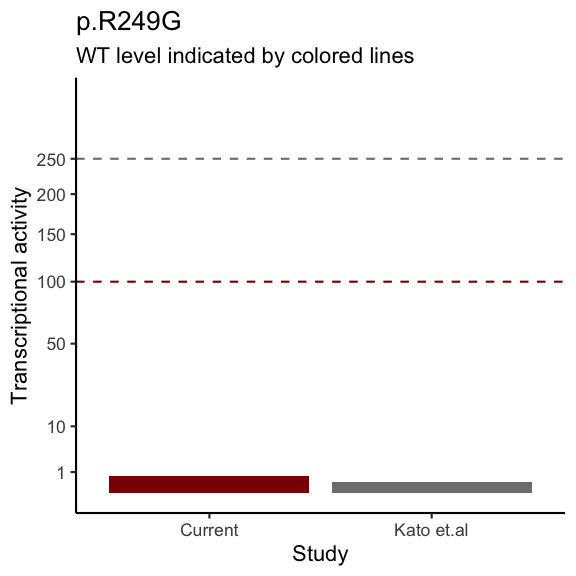 p.R249G
WT level indicated by colored lines
Transcriptional activity
250
200
150
100
50
10
1
Current
Kato et.al
Study